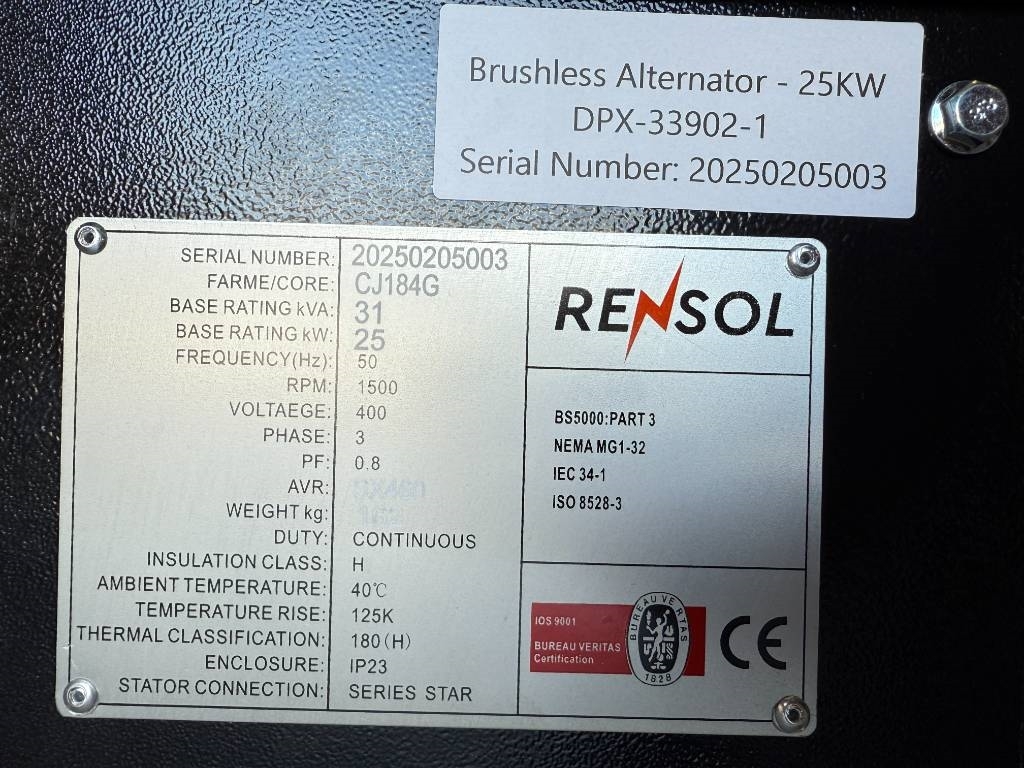 Brushless Alternator - 25KW
DPX-33902-1
Serial Number: 20250205003
SERIAL NUMBER: 20250205003
FARME/CORE: CJ184G
BASE RATING kVA: 31
BASE RATING kW: 25
FREQUENCY(Hz): 50
RPM: 1500
VOLTAEGE: 400
PHASE: 3
PF: 0.8
AVR:
WEIGHT kg:
DUTY: CONTINUOUS
INSULATION CLASS: H
AMBIENT TEMPERATURE: 40℃
TEMPERATURE RISE: 125K
THERMAL CLASSIFICATION: 180(H)
ENCLOSURE: IP23
STATOR CONNECTION: SERIES STAR
RENSOL
BS5000:PART 3
NEMA MG1-32
IEC 34-1
ISO 8528-3
IOS 9001
BUREAU VERITAS
Certification
BUREAU VERITAS
1828
CE